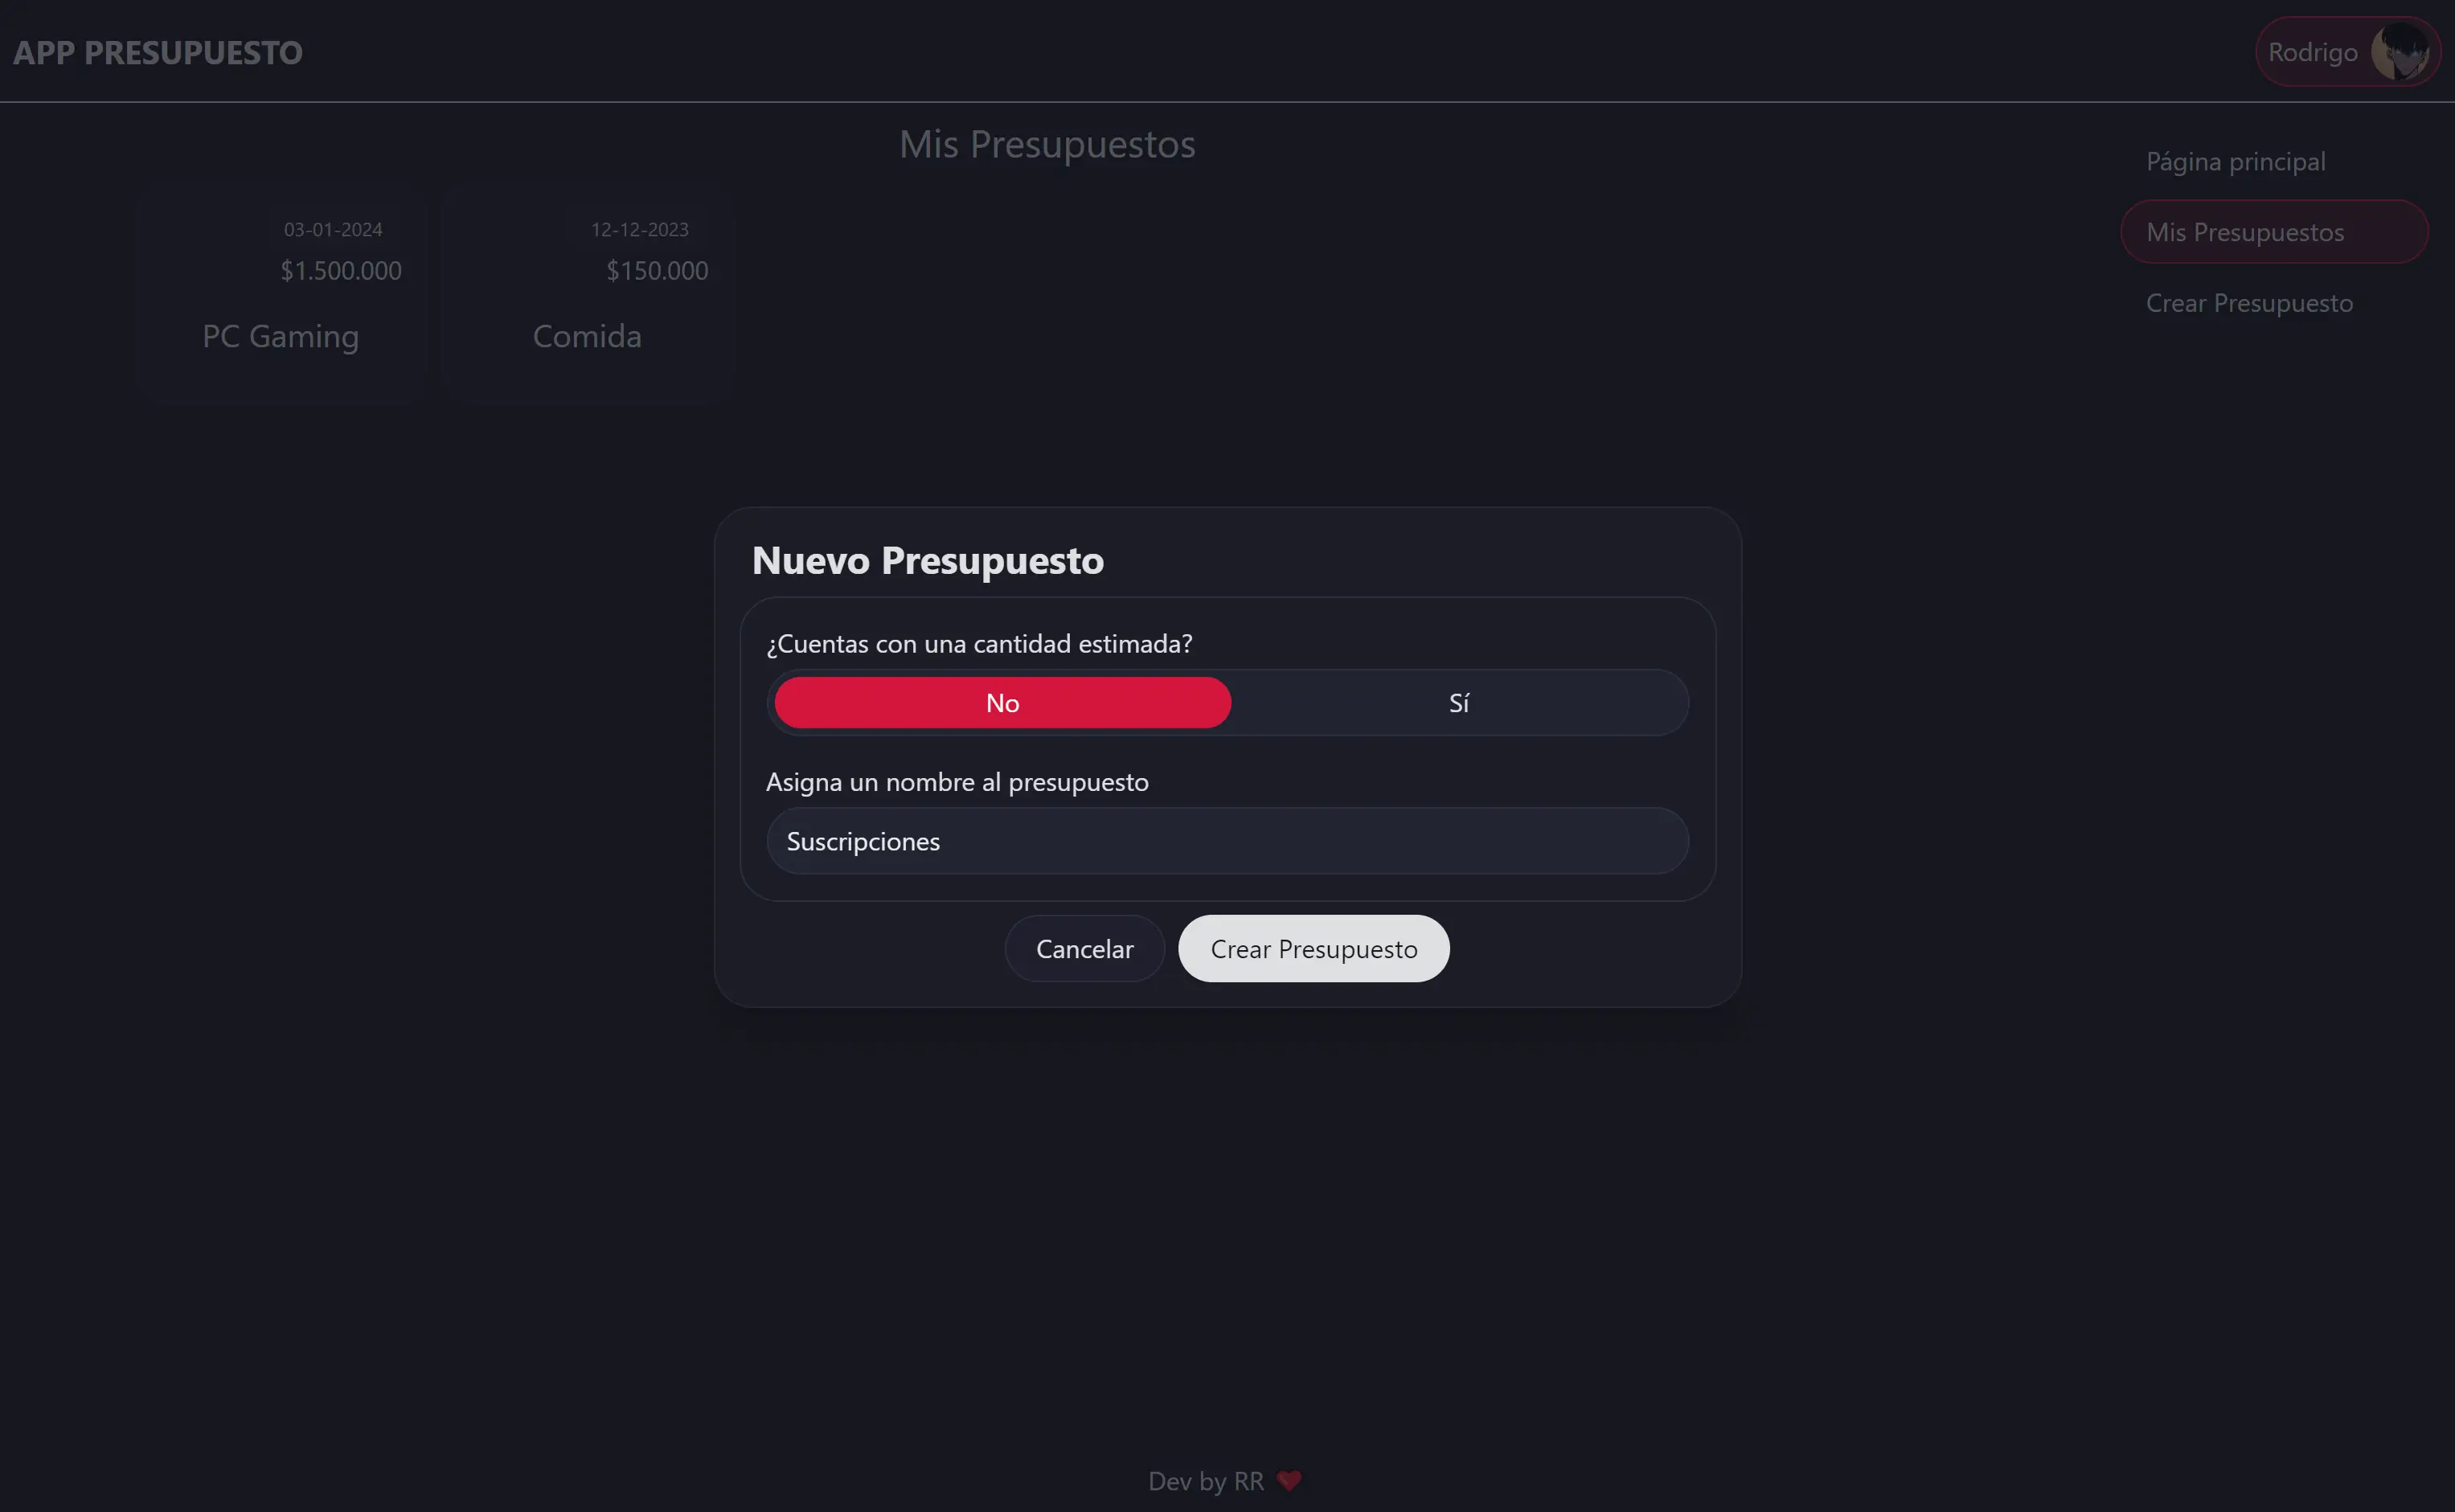 APP PRESUPUESTO
Rodrigo
Mis Presupuestos
Página principal
Mis Presupuestos
Crear Presupuesto
03-01-2024
$1.500.000
PC Gaming
12-12-2023
$150.000
Comida
Nuevo Presupuesto
¿Cuentas con una cantidad estimada?
No
Sí
Asigna un nombre al presupuesto
Suscripciones
Cancelar
Crear Presupuesto
Dev by RR ❤